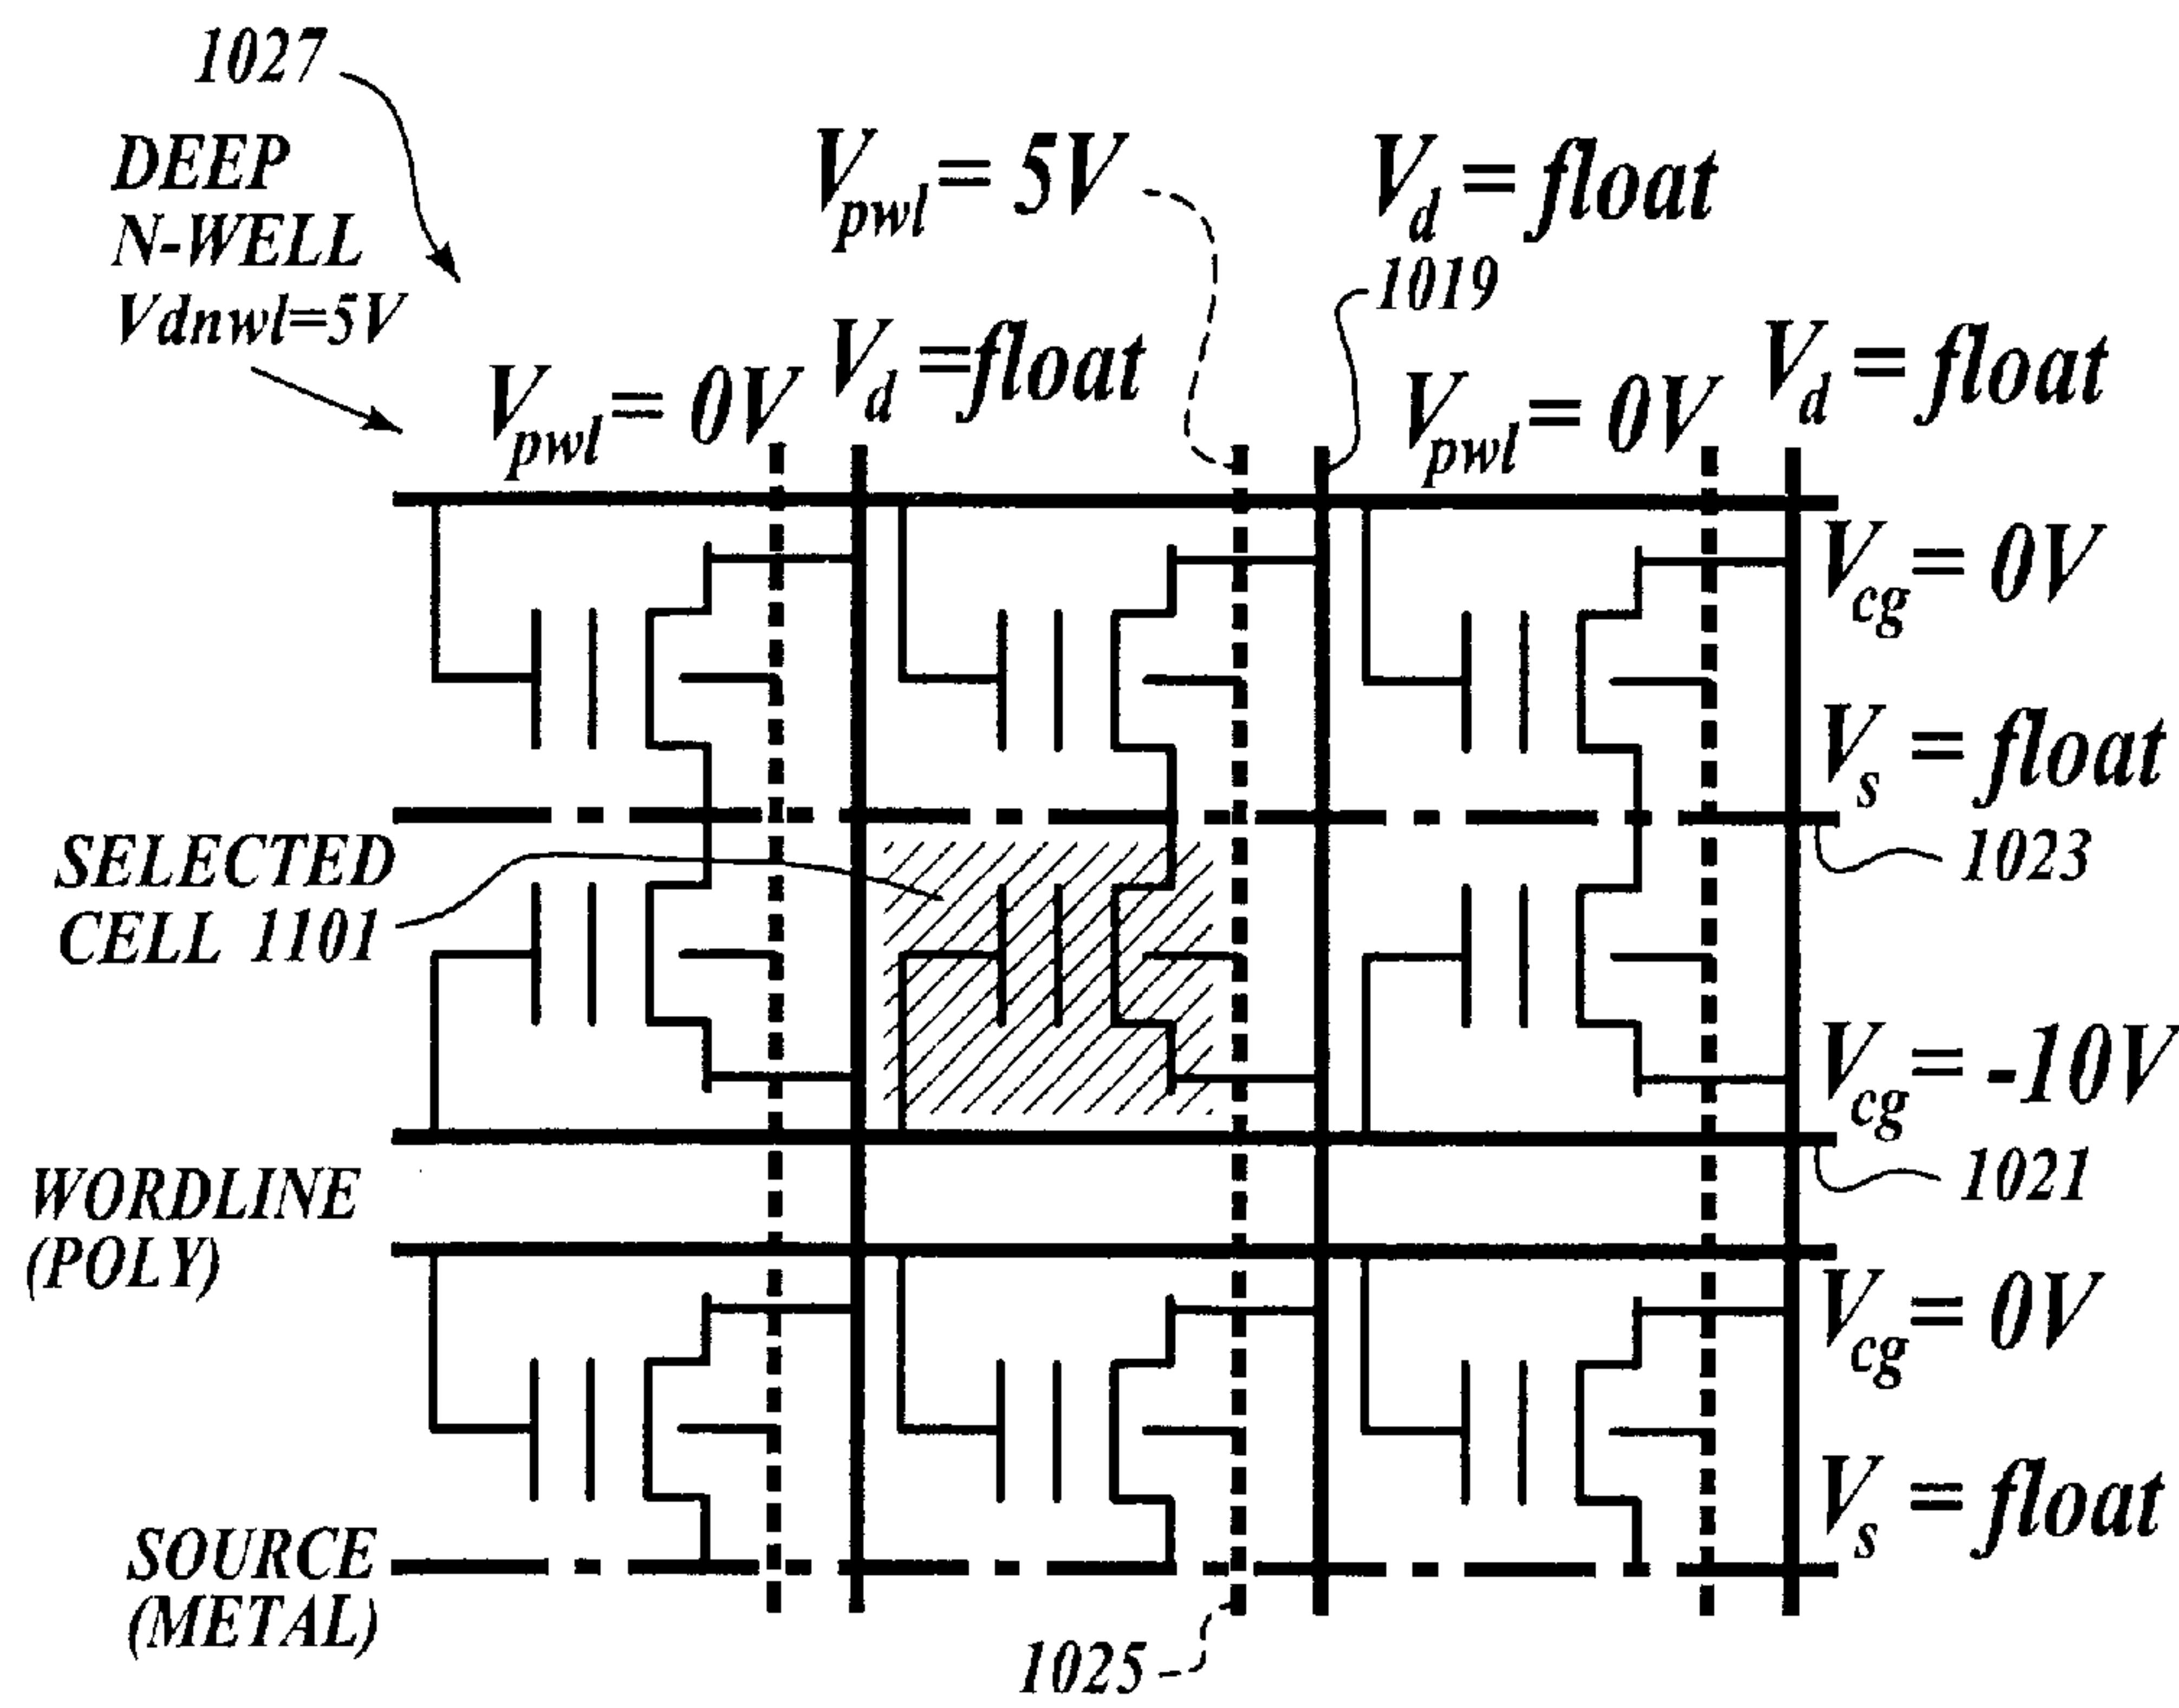 1027
DEEP
N-WELL
Vdnwl=5V
Vpwl = 5V
Vd = float
1019
Vpwl = 0V
Vd =float
Vpwl = 0V
Vd = float
Vcg = 0V
Vs = float
1023
SELECTED
CELL 1101
Vcg = -10V
1021
WORDLINE
(POLY)
Vcg = 0V
Vs = float
SOURCE
(METAL)
1025